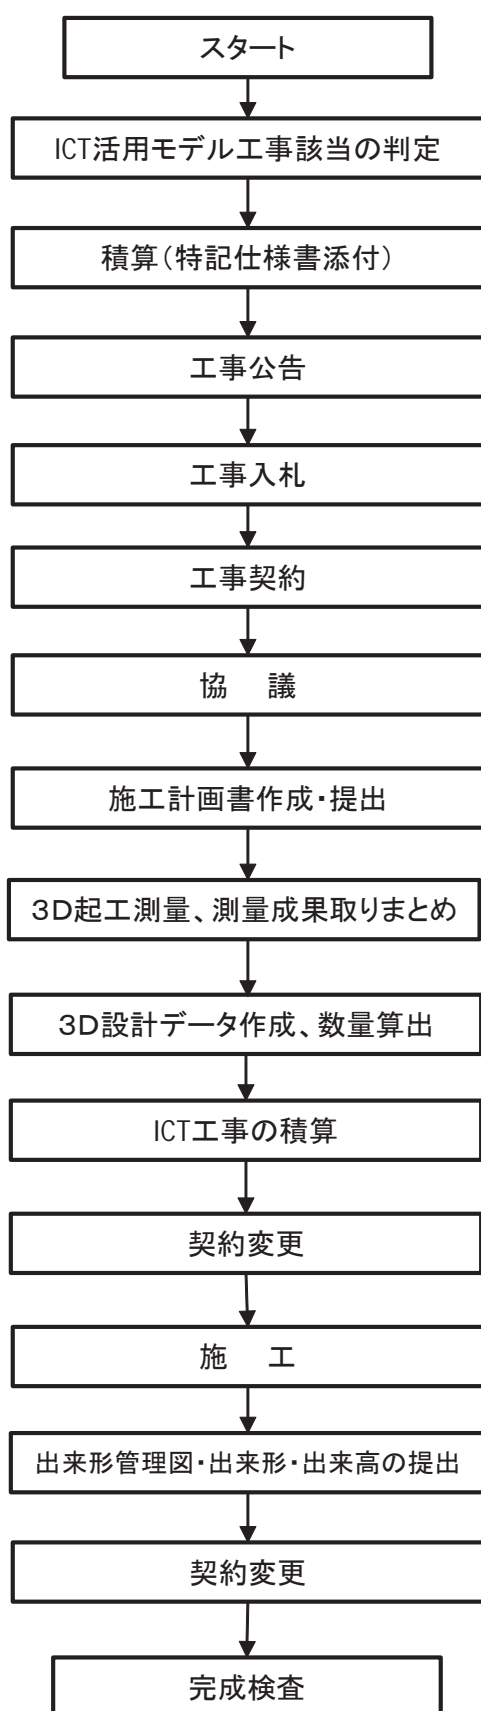 スタート
ICT活用モデル工事該当の判定
積算(特記仕様書添付)
工事公告
工事入札
工事契約
協　議
施工計画書作成・提出
３D起工測量、測量成果取りまとめ
３D設計データ作成、数量算出
ICT工事の積算
契約変更
施　工
出来形管理図・出来形・出来高の提出
契約変更
完成検査